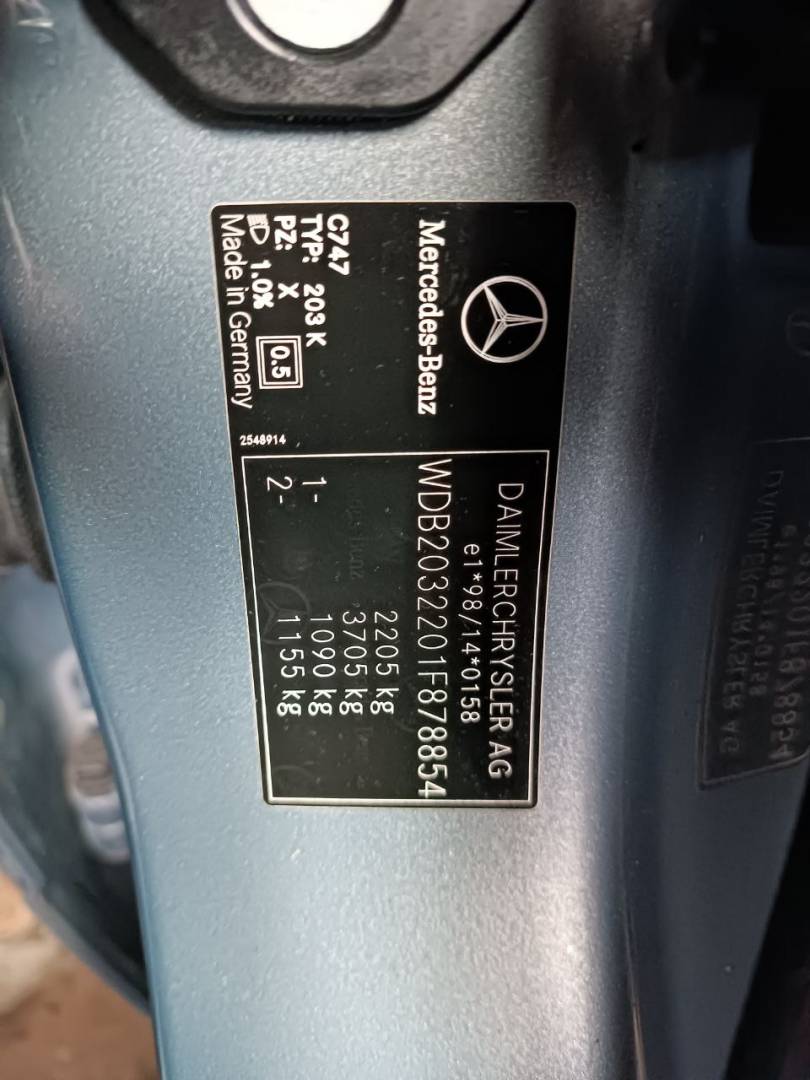 Mercedes-Benz
C747
TYP: 203 K
PZ: X
1.0%
0.5
Made in Germany
2548914
DAIMLERCHRYSLER AG
e1*98/14*0158
WDB2032201F878854
2205 kg
3705 kg
1- 1090 kg
2- 1155 kg